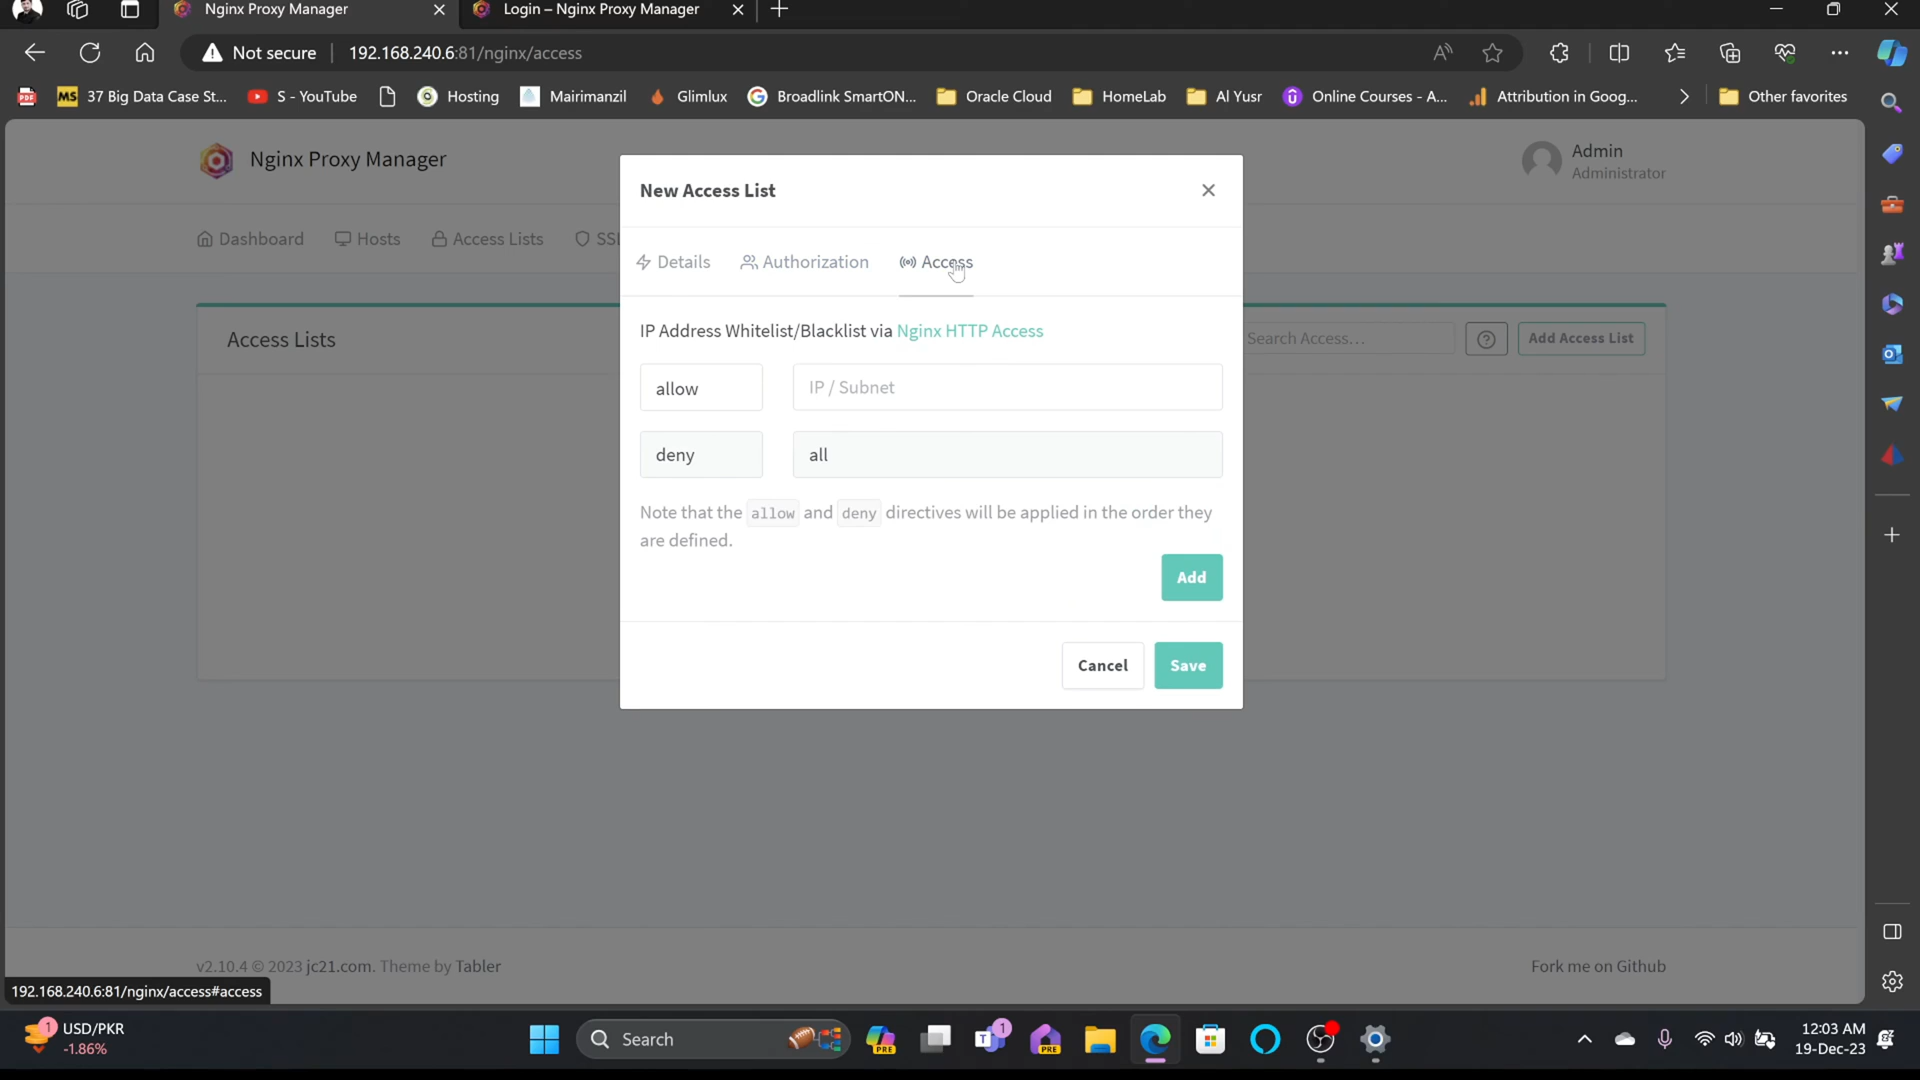 Nginx Proxy Manager
Login – Nginx Proxy Manager
Not secure
192.168.240.6:81/nginx/access
37 Big Data Case St...
S - YouTube
Hosting
Mairimanzil
Glimlux
Broadlink SmartON...
Oracle Cloud
HomeLab
Al Yusr
Online Courses - A...
Attribution in Goog...
Other favorites
Nginx Proxy Manager
Admin
Administrator
Dashboard
Hosts
Access Lists
SSL
New Access List
Details
Authorization
Access
Access Lists
Search Access...
Add Access List
IP Address Whitelist/Blacklist via Nginx HTTP Access
allow
IP / Subnet
deny
all
Note that the allow and deny directives will be applied in the order they
are defined.
Add
Cancel
Save
v2.10.4 © 2023 jc21.com. Theme by Tabler
Fork me on Github
192.168.240.6:81/nginx/access#access
1
USD/PKR
-1.86%
Search
PRE
1
PRE
12:03 AM
19-Dec-23